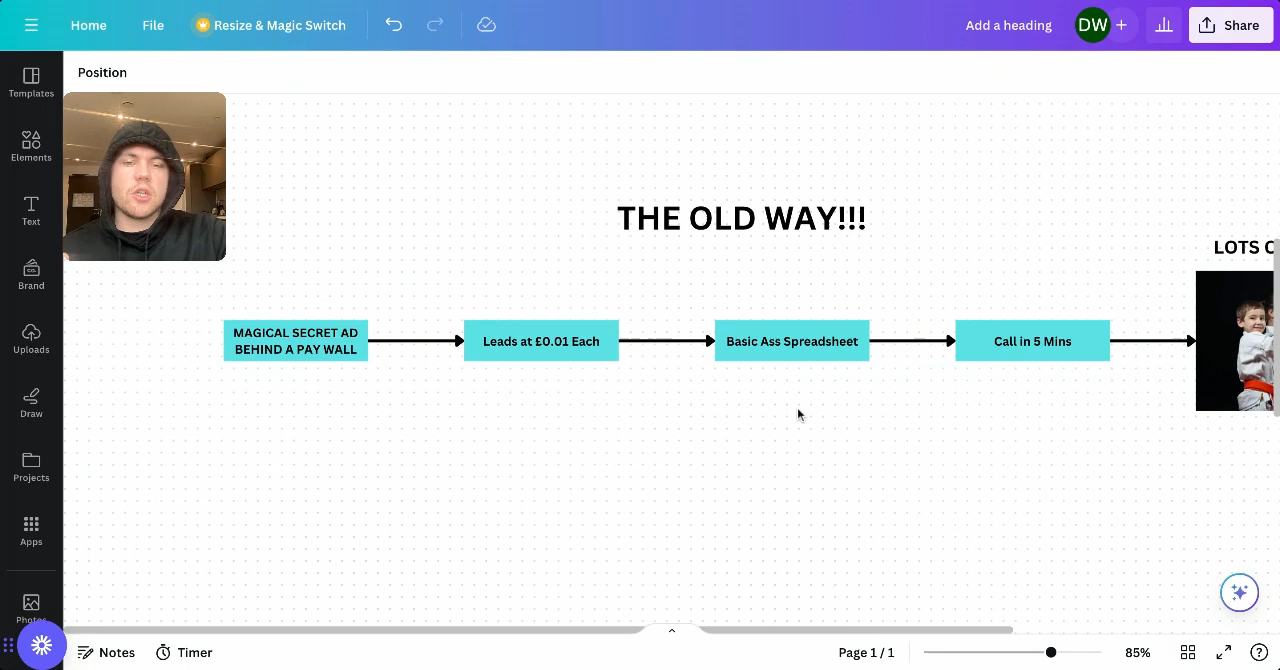 Home File Resize & Magic Switch Add a heading DW + Share
Position
Templates
Elements
Text
Brand
Uploads
Draw
Projects
Apps
Photos
THE OLD WAY!!!
LOTS
MAGICAL SECRET AD
BEHIND A PAY WALL
Leads at £0.01 Each
Basic Ass Spreadsheet
Call in 5 Mins
Notes Timer Page 1 / 1 85%